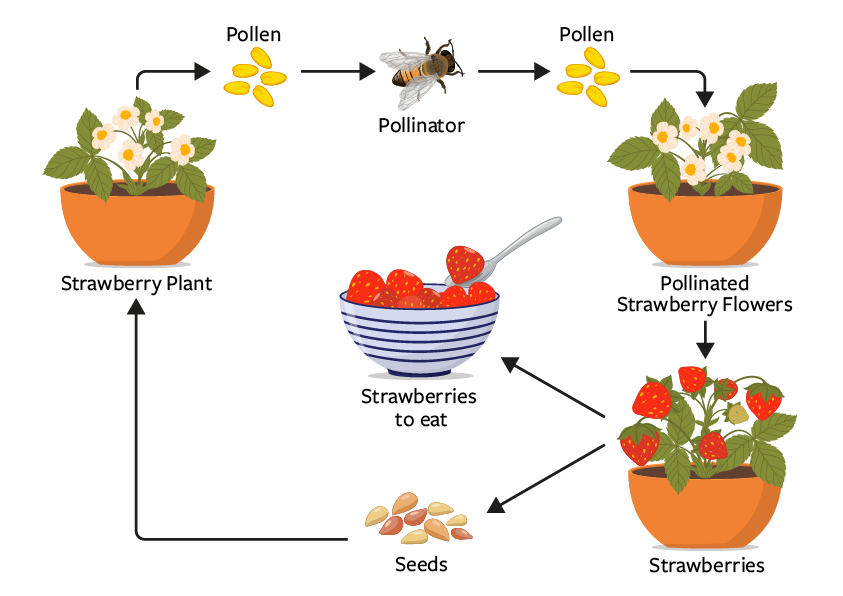 Pollen
Pollinator
Pollen
Strawberry Plant
Pollinated
Strawberry Flowers
Strawberries
to eat
Seeds
Strawberries